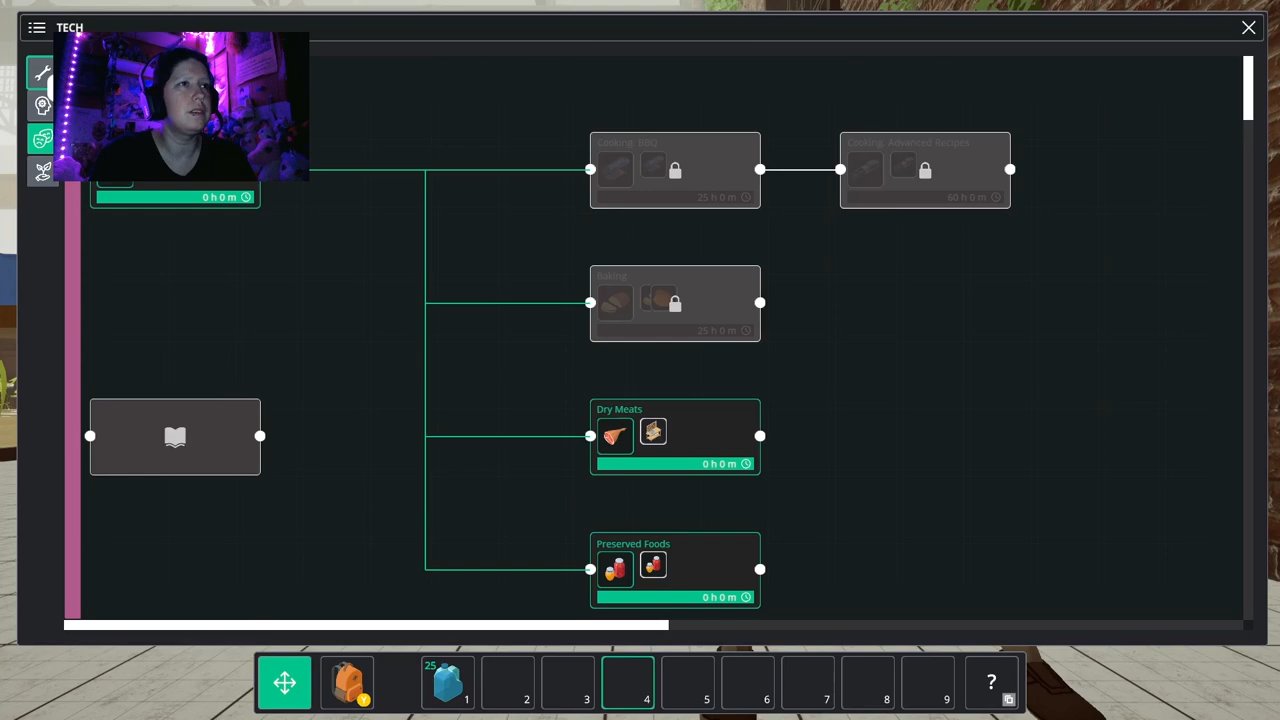 TECH
Cooking: BBQ
25 h 0 m
Cooking: Advanced Recipes
60 h 0 m
0 h 0 m
Baking
25 h 0 m
Dry Meats
0 h 0 m
Preserved Foods
0 h 0 m
Y
25
1
2
3
4
5
6
7
8
9
?